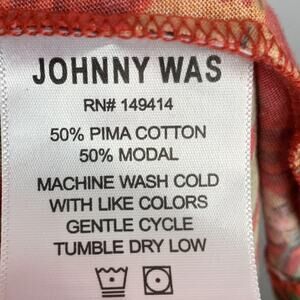 JOHNNY WAS
RN# 149414
50% PIMA COTTON
50% MODAL
MACHINE WASH COLD
WITH LIKE COLORS
GENTLE CYCLE
TUMBLE DRY LOW